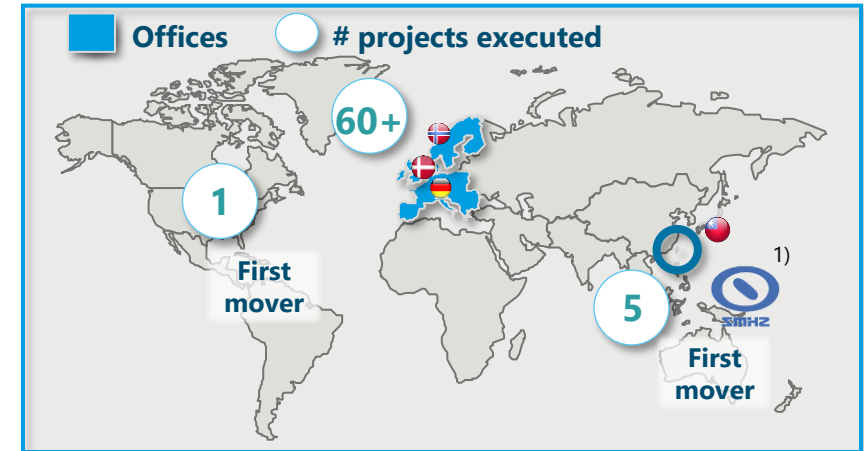 Offices
# projects executed
60+
1
First
mover
1)
SMHZ
5
First
mover